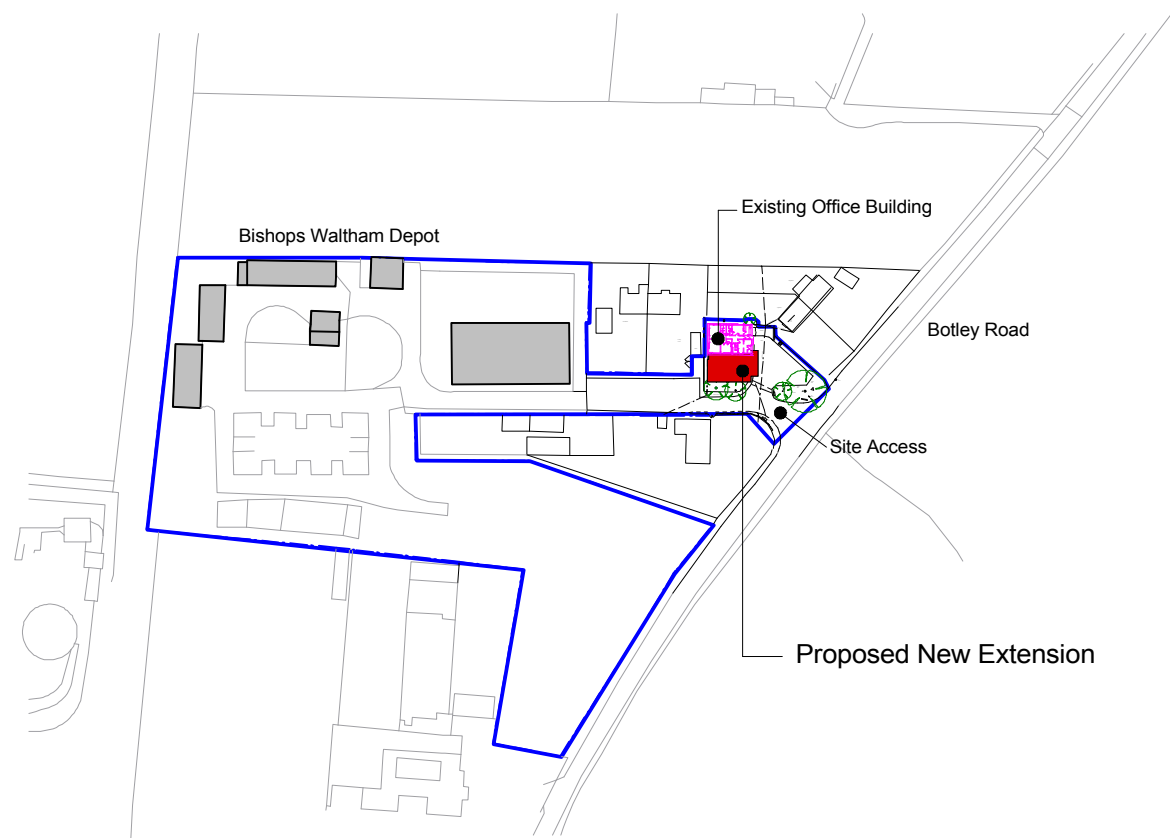 Existing Office Building
Bishops Waltham Depot
Botley Road
Site Access
Proposed New Extension